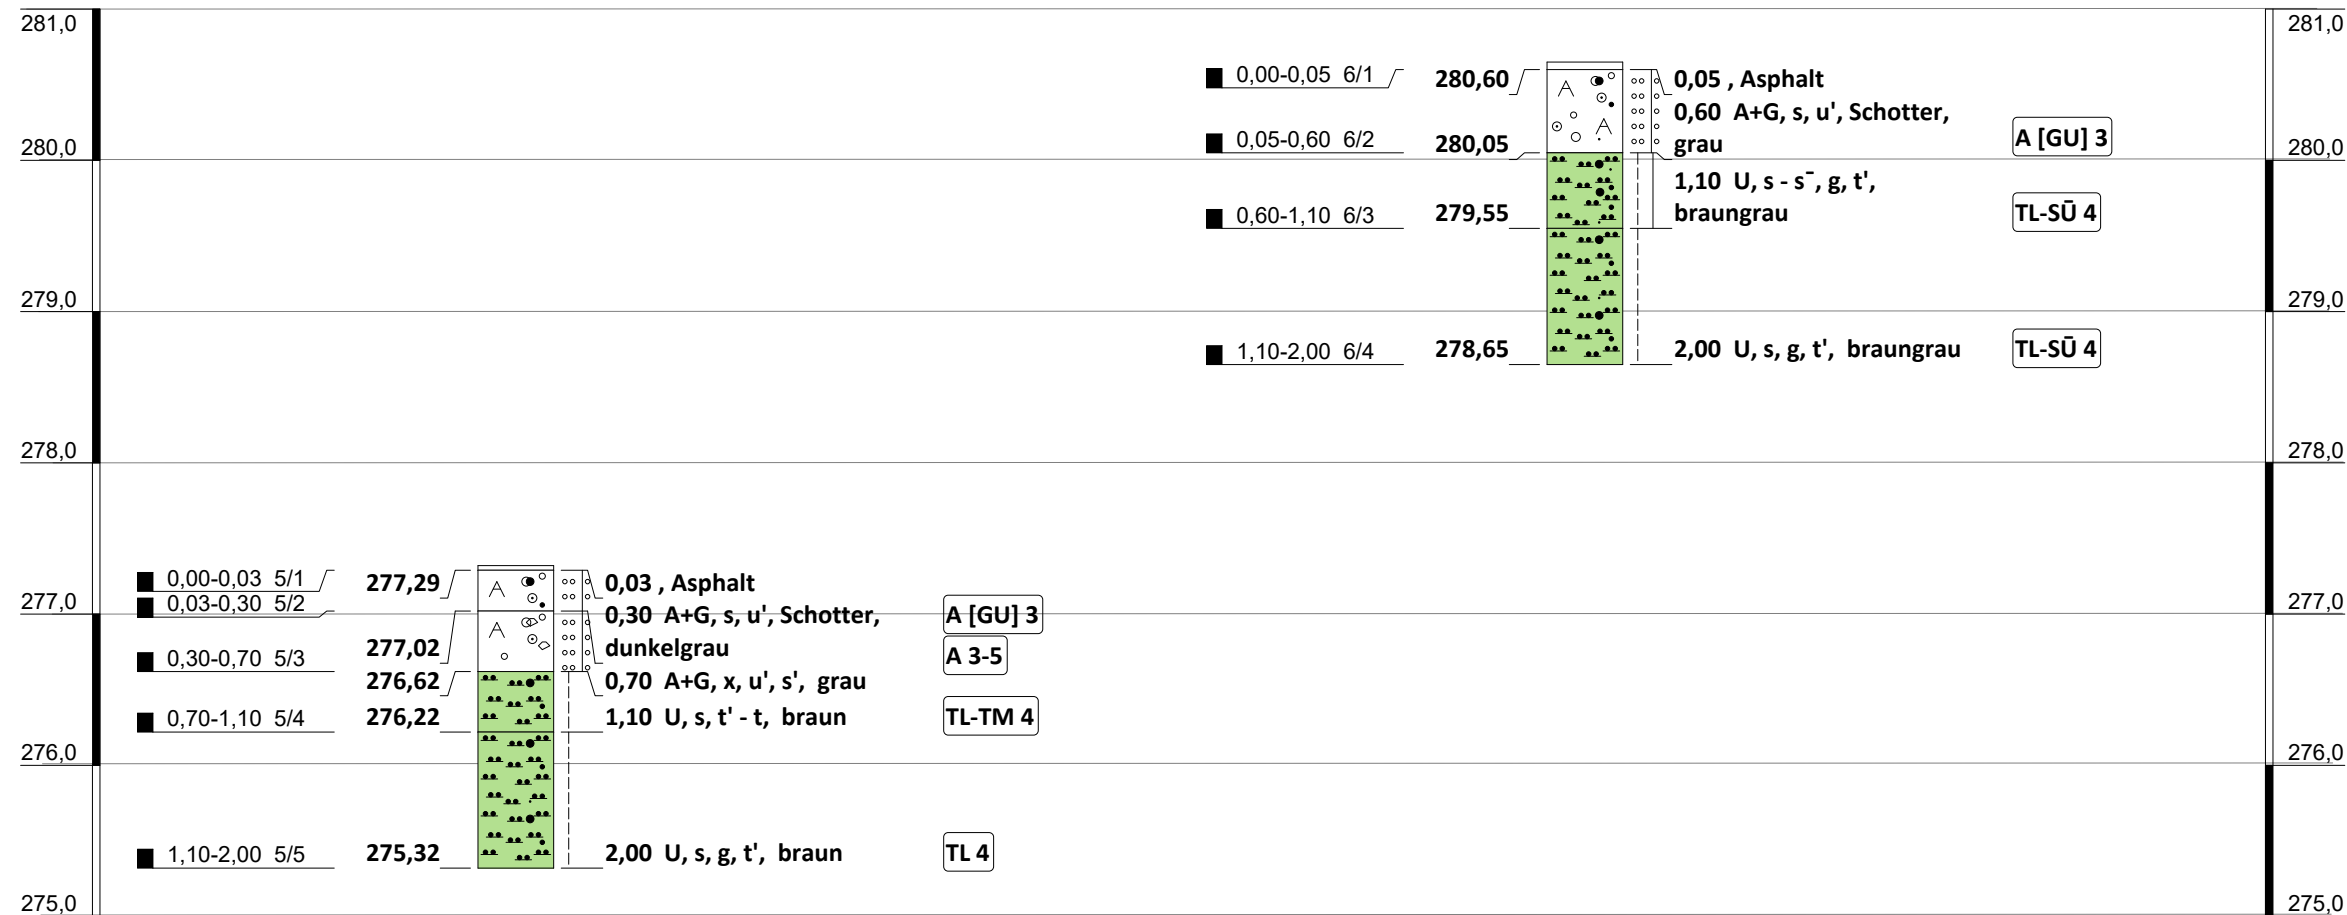 281,0
281,0
0,00-0,05 6/1
280,60
0,05 , Asphalt
0,60 A+G, s, u', Schotter,
grau
A [GU] 3
0,05-0,60 6/2
280,05
280,0
280,0
1,10 U, s - s¯, g, t',
braungrau
0,60-1,10 6/3
279,55
TL-SŪ 4
279,0
279,0
1,10-2,00 6/4
278,65
2,00 U, s, g, t', braungrau
TL-SŪ 4
278,0
278,0
0,00-0,03 5/1
277,29
0,03 , Asphalt
0,03-0,30 5/2
277,0
277,0
0,30 A+G, s, u', Schotter,
dunkelgrau
A [GU] 3
277,02
0,30-0,70 5/3
A 3-5
276,62
0,70 A+G, x, u', s', grau
0,70-1,10 5/4
276,22
1,10 U, s, t' - t, braun
TL-TM 4
276,0
276,0
1,10-2,00 5/5
275,32
2,00 U, s, g, t', braun
TL 4
275,0
275,0